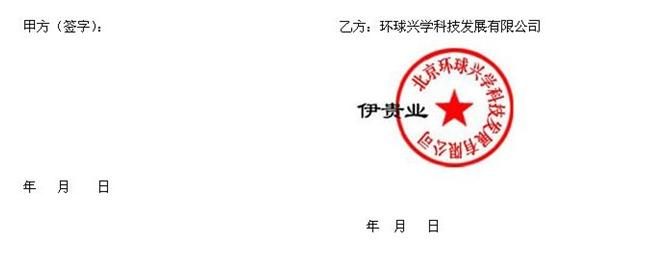 甲方（签字）：
乙方：环球兴学科技发展有限公司
北京环球兴学科技发展有限公司
伊贵业
年 月 日
年 月 日